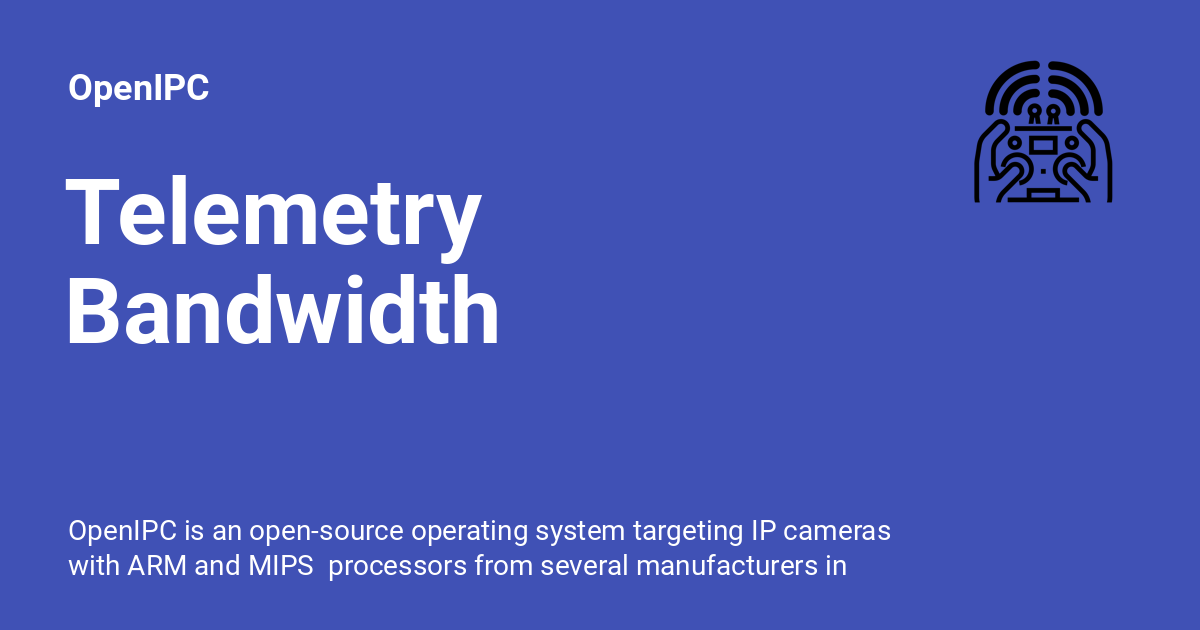 OpenIPC
Telemetry
Bandwidth
OpenIPC is an open-source operating system targeting IP cameras
with ARM and MIPS  processors from several manufacturers in